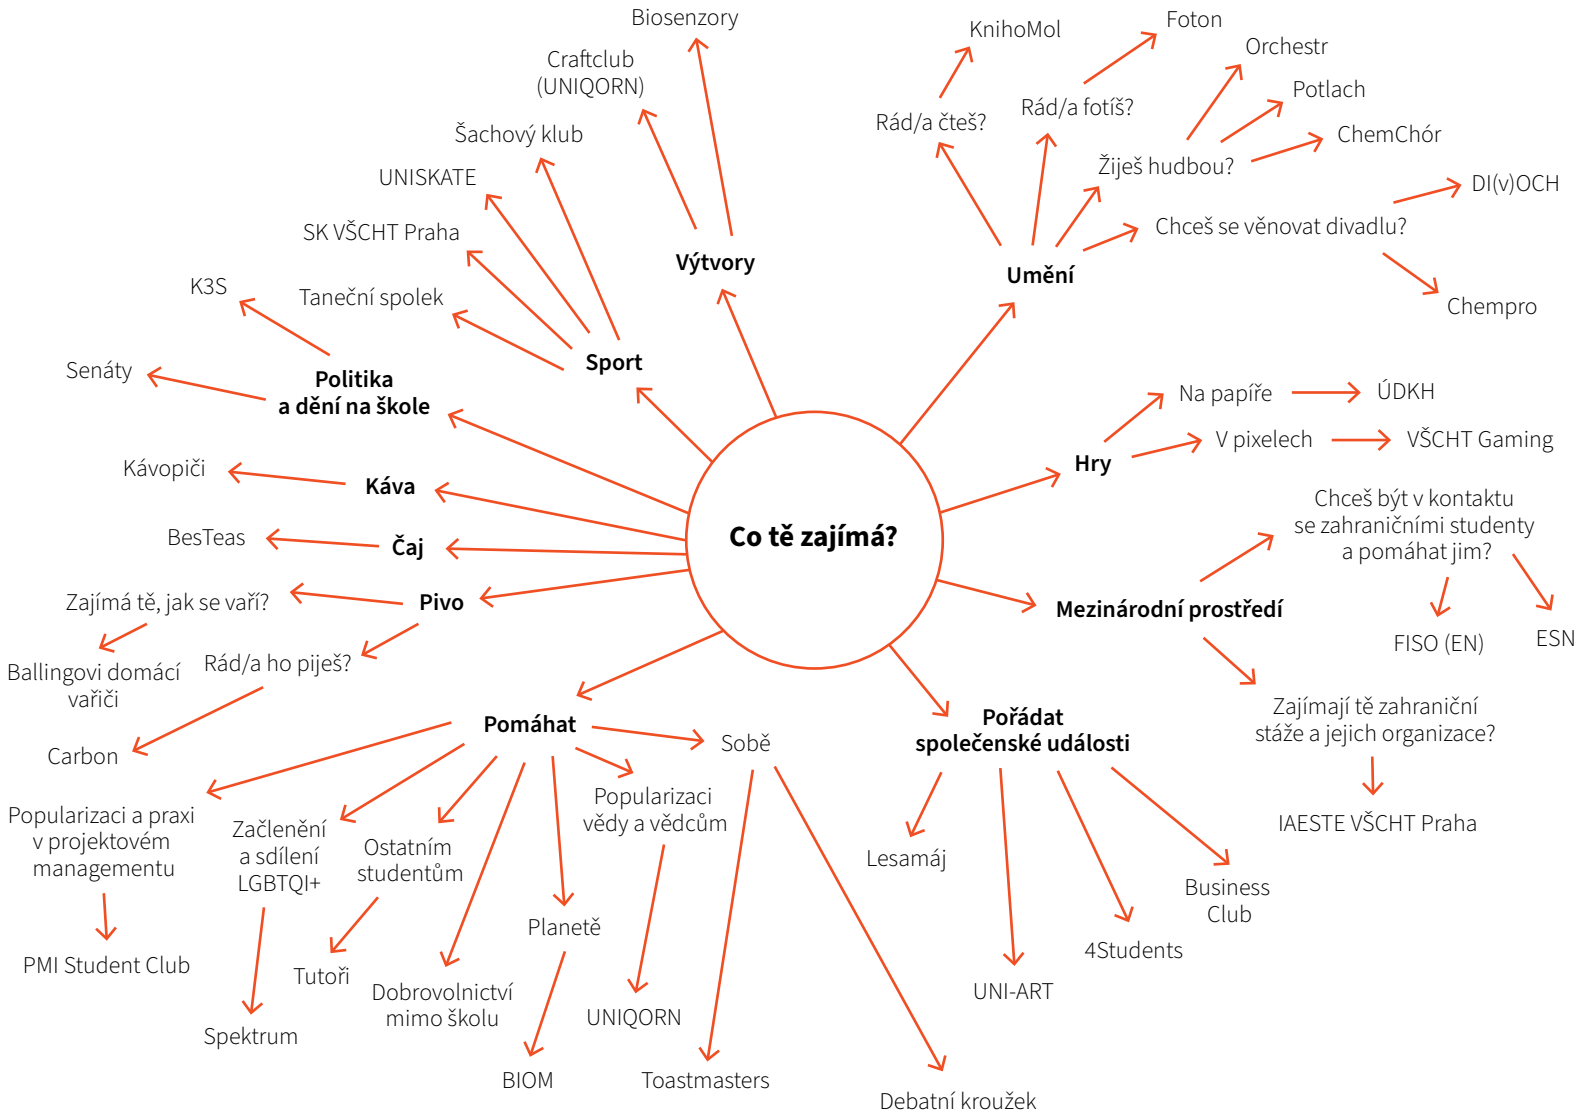 Co tě zajímá?
Výtvory
Biosenzory
Craftclub
(UNIQORN)
Sport
Šachový klub
UNISKATE
SK VŠCHT Praha
Taneční spolek
Politika
a dění na škole
K3S
Senáty
Káva
Kávopiči
Čaj
BesTeas
Pivo
Zajímá tě, jak se vaří?
Ballingovi domácí
vařiči
Rád/a ho piješ?
Carbon
Pomáhat
Popularizaci a praxi
v projektovém
managementu
PMI Student Club
Začlenění
a sdílení
LGBTQI+
Spektrum
Ostatním
studentům
Tutoři
Dobrovolnictví
mimo školu
Planetě
BIOM
Popularizaci
vědy a vědcům
UNIQORN
Sobě
Toastmasters
Debatní kroužek
Pořádat
společenské události
Lesamáj
UNI-ART
4Students
Business
Club
Mezinárodní prostředí
Chceš být v kontaktu
se zahraničními studenty
a pomáhat jim?
FISO (EN)
ESN
Zajímají tě zahraniční
stáže a jejich organizace?
IAESTE VŠCHT Praha
Hry
Na papíře
ÚDKH
V pixelech
VŠCHT Gaming
Umění
Rád/a čteš?
KnihoMol
Rád/a fotíš?
Foton
Žiješ hudbou?
Orchestr
Potlach
ChemChór
Chceš se věnovat divadlu?
DI(v)OCH
Chempro